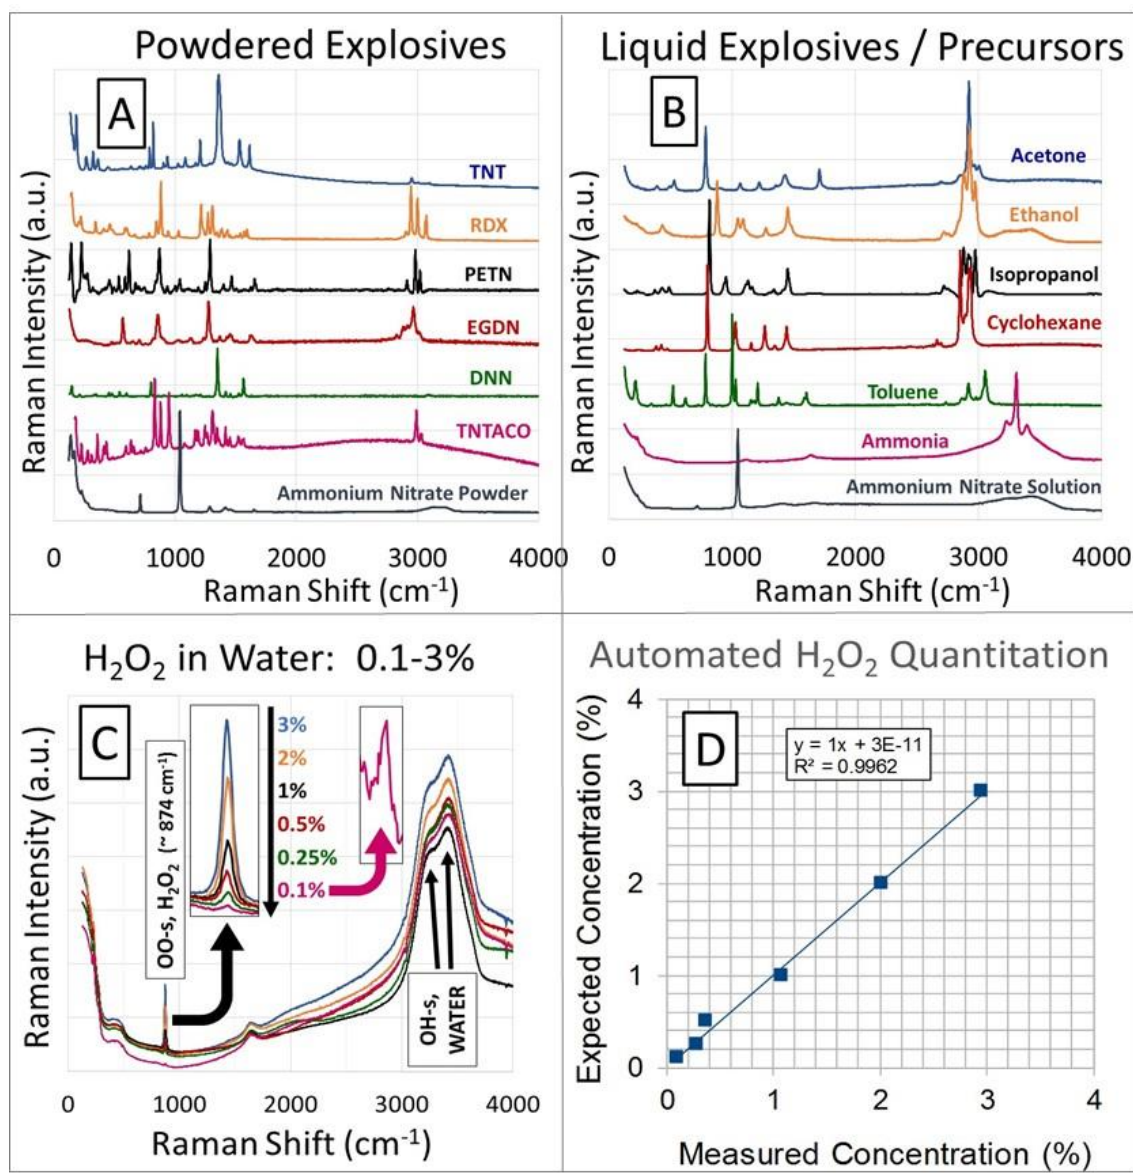 Powdered Explosives
A
TNT
RDX
PETN
EGDN
DNN
TNTACO
Ammonium Nitrate Powder
Raman Intensity (a.u.)
0 1000 2000 3000 4000
Raman Shift (cm⁻¹)
Liquid Explosives / Precursors
B
Acetone
Ethanol
Isopropanol
Cyclohexane
Toluene
Ammonia
Ammonium Nitrate Solution
Raman Intensity (a.u.)
0 1000 2000 3000 4000
Raman Shift (cm⁻¹)
H₂O₂ in Water: 0.1-3%
C
OO-s, H₂O₂ (~ 874 cm⁻¹)
3%
2%
1%
0.5%
0.25%
0.1%
OH-s,
WATER
Raman Intensity (a.u.)
0 1000 2000 3000 4000
Raman Shift (cm⁻¹)
Automated H₂O₂ Quantitation
D
y = 1x + 3E-11
R² = 0.9962
Expected Concentration (%)
4
3
2
1
0
0 1 2 3 4
Measured Concentration (%)